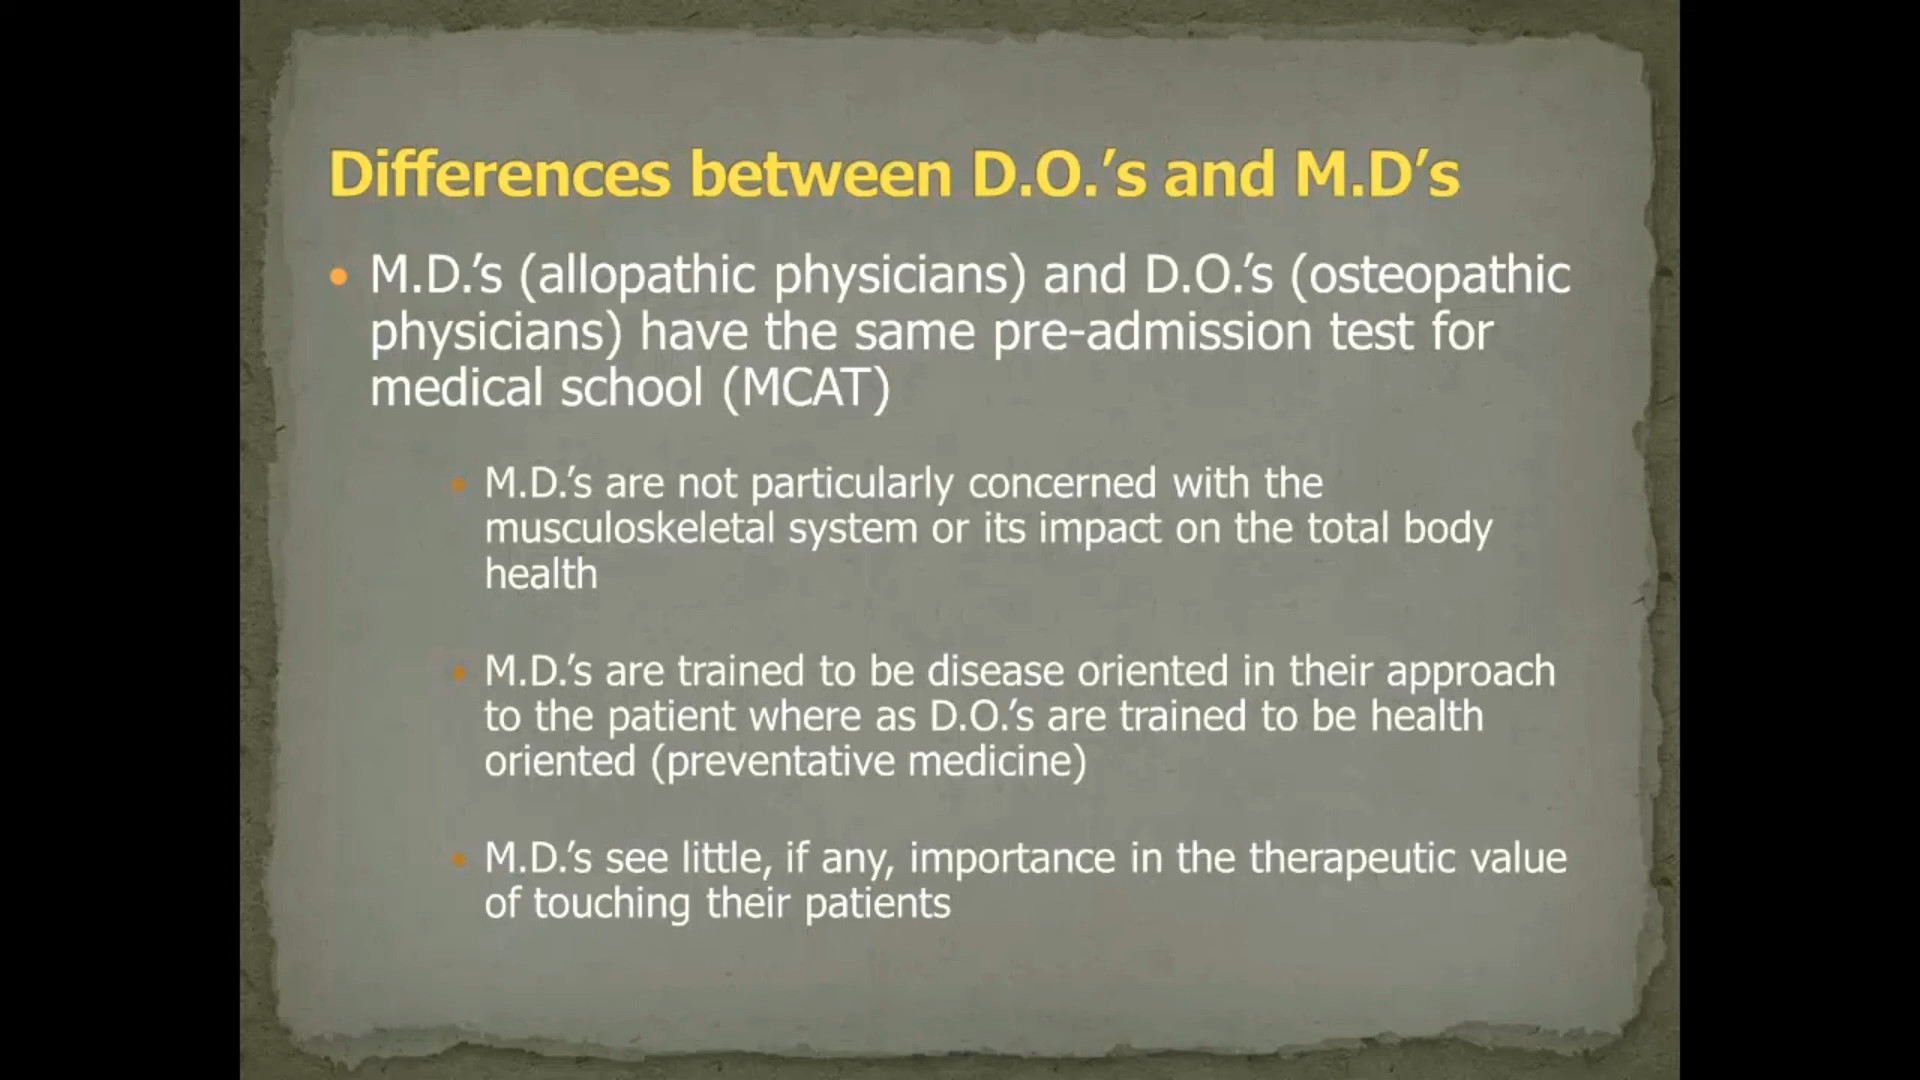 Differences between D.O.’s and M.D’s
• M.D.’s (allopathic physicians) and D.O.’s (osteopathic
physicians) have the same pre-admission test for
medical school (MCAT)
• M.D.’s are not particularly concerned with the
musculoskeletal system or its impact on the total body
health
• M.D.’s are trained to be disease oriented in their approach
to the patient where as D.O.’s are trained to be health
oriented (preventative medicine)
• M.D.’s see little, if any, importance in the therapeutic value
of touching their patients